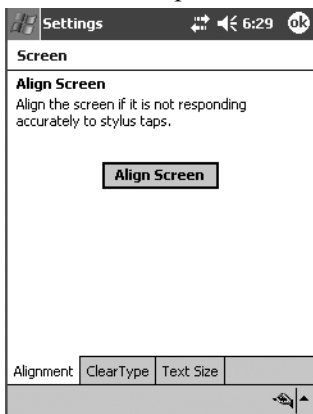 Settings 6:29 ok
Screen
Align Screen
Align the screen if it is not responding
accurately to stylus taps.
Align Screen
Alignment ClearType Text Size